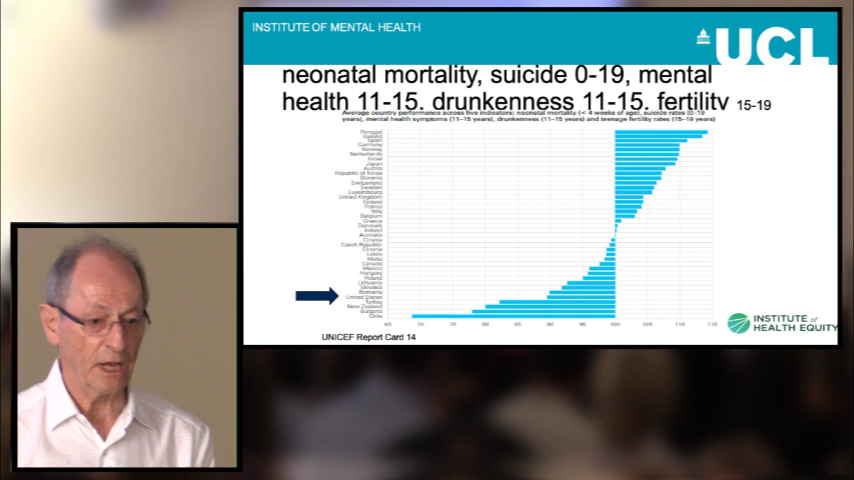 INSTITUTE OF MENTAL HEALTH
UCL
neonatal mortality, suicide 0-19, mental
health 11-15. drunkenness 11-15. fertility 15-19
Average country performance across five indicators: neonatal mortality (< 4 weeks of age), suicide rates (0–19
years), mental health symptoms (11–15 years), drunkenness (11–15 years) and teenage fertility rates (15–19 years)
Portugal
Iceland
Spain
Germany
Norway
Netherlands
Israel
Japan
Austria
Republic of Korea
Slovenia
Switzerland
Sweden
Luxembourg
United Kingdom
Finland
France
Italy
Belgium
Greece
Denmark
Ireland
Australia
Croatia
Czech Republic
Estonia
Latvia
Malta
Canada
Mexico
Hungary
Poland
Lithuania
Slovakia
Romania
United States
Turkey
New Zealand
Bulgaria
Chile
65 70 75 80 85 90 95 100 105 110 115
UNICEF Report Card 14
INSTITUTE of
HEALTH EQUITY